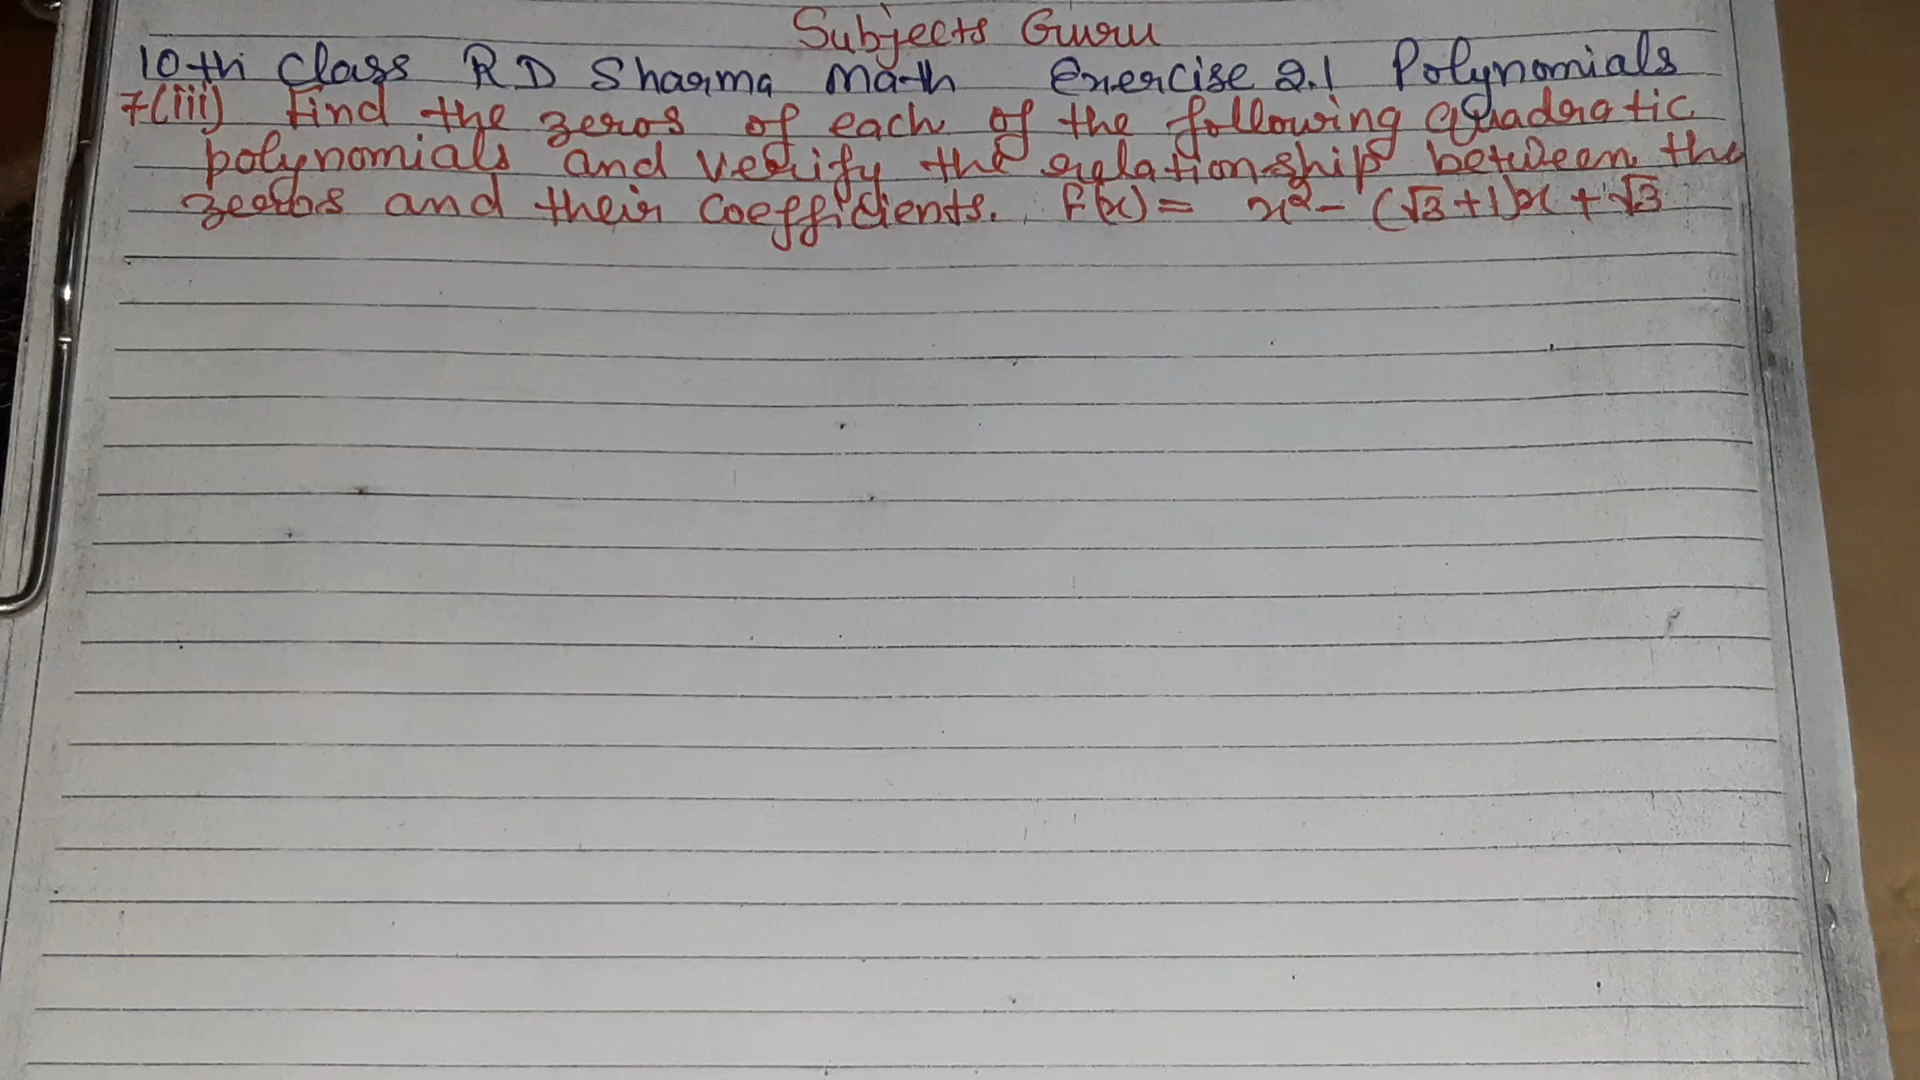 Subjects Guru
10th Class RD Sharma Math Exercise 2.1 Polynomials
7(iii) Find the zeros of each of the following quadratic
polynomials and verify the relationship between the
zeros and their coefficients. F(x) = x² - (√3+1)x + √3